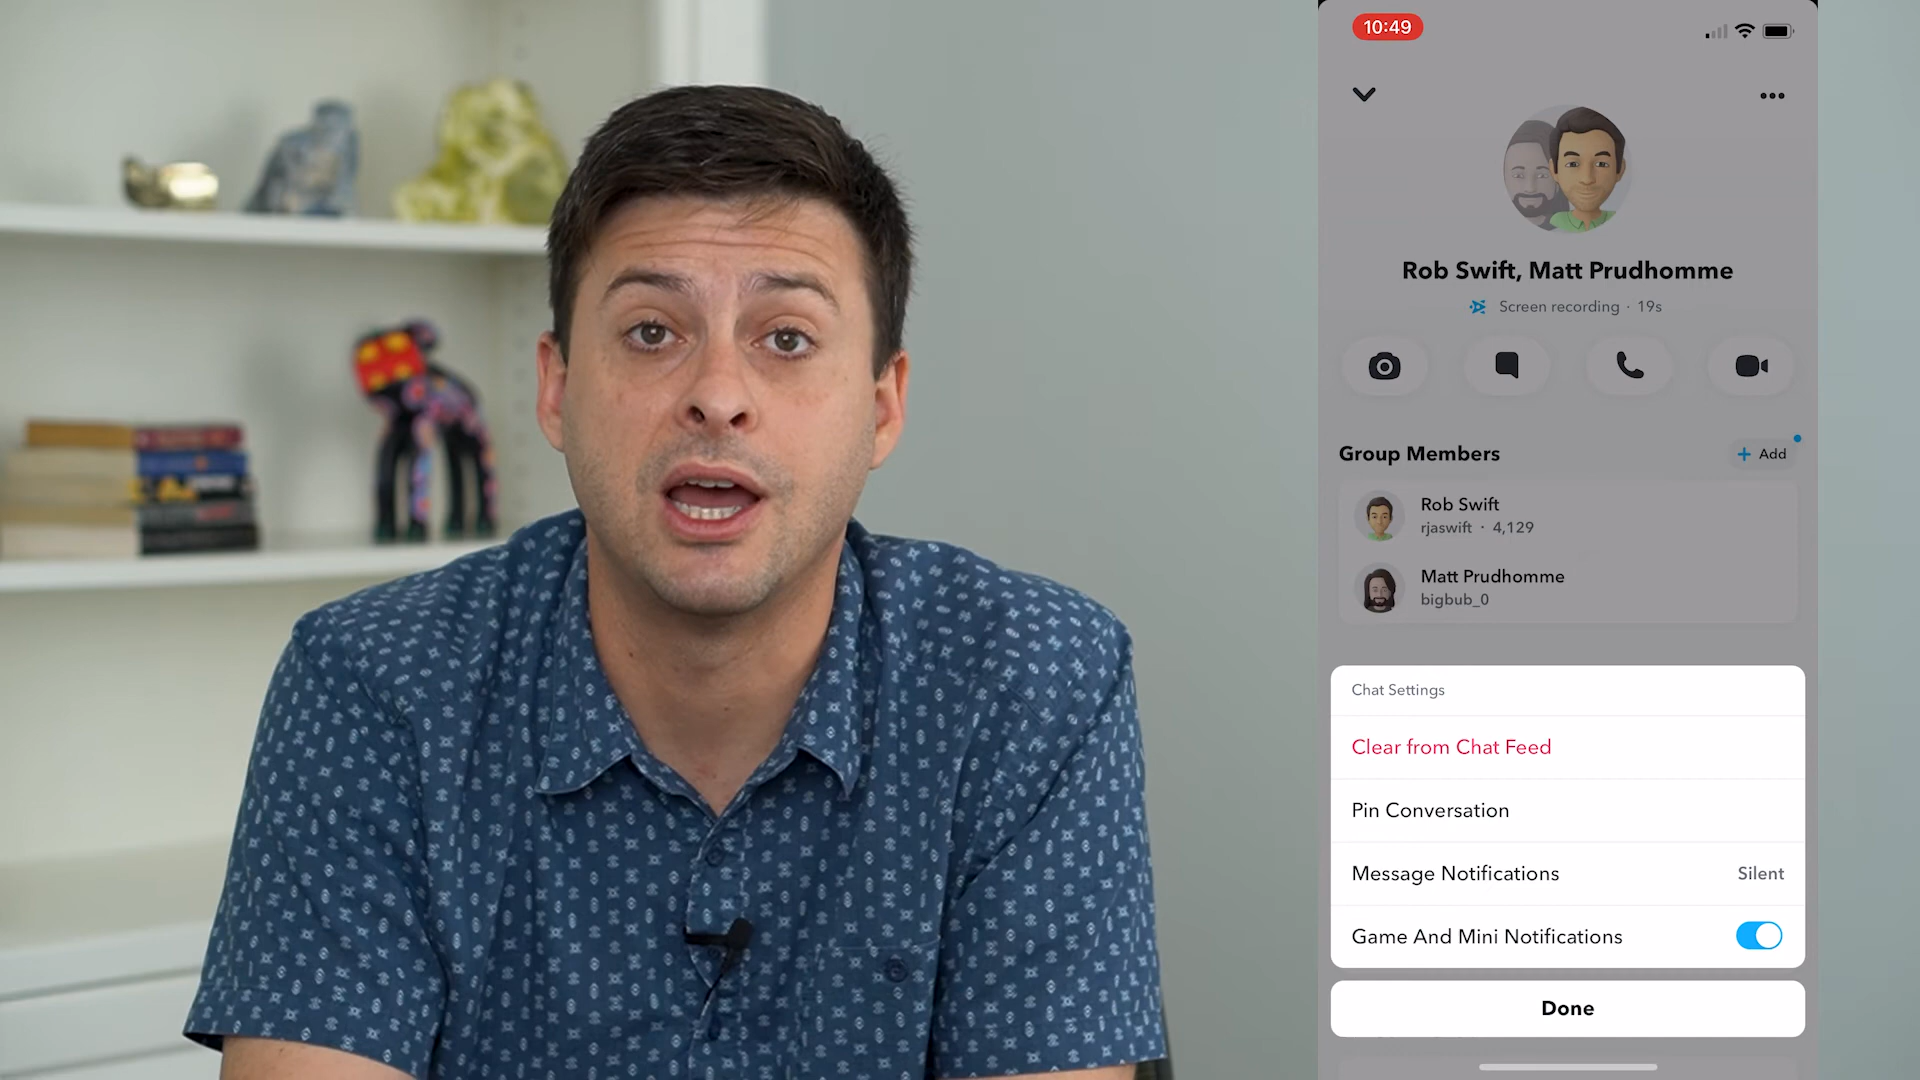 10:49
Rob Swift, Matt Prudhomme
Screen recording · 19s
Group Members
+ Add
Rob Swift
rjaswift · 4,129
Matt Prudhomme
bigbub_0
Chat Settings
Clear from Chat Feed
Pin Conversation
Message Notifications Silent
Game And Mini Notifications
Done